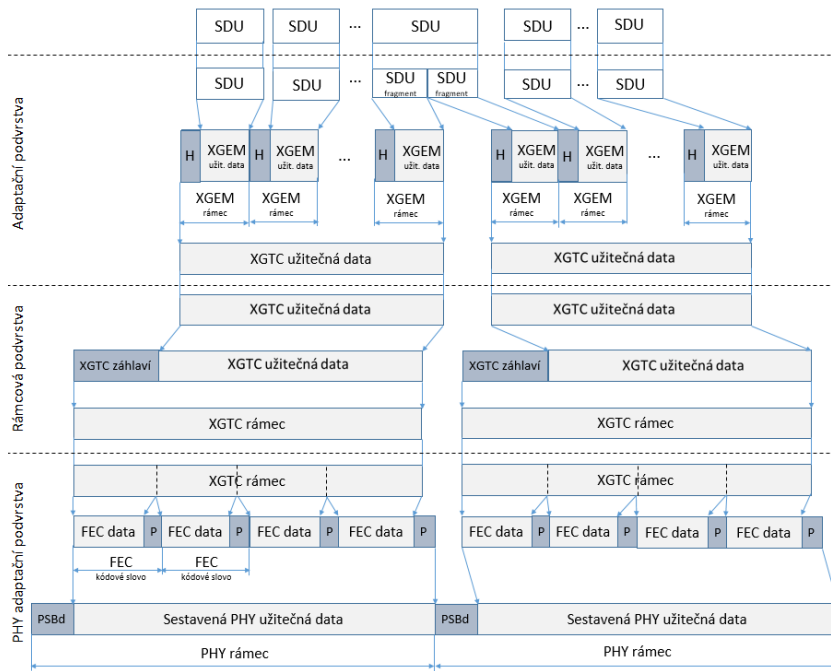 SDU SDU ... SDU SDU ... SDU
SDU SDU ... SDU SDU SDU ... SDU
fragment fragment
Adaptační podvrstva
H XGEM H XGEM ... H XGEM H XGEM H XGEM ... H XGEM
užit. data užit. data užit. data užit. data užit. data užit. data
XGEM XGEM XGEM XGEM XGEM XGEM
rámec rámec rámec rámec rámec rámec
XGTC užitečná data XGTC užitečná data
Rámcová podvrstva
XGTC užitečná data XGTC užitečná data
XGTC záhlaví XGTC užitečná data XGTC záhlaví XGTC užitečná data
XGTC rámec XGTC rámec
PHY adaptační podvrstva
XGTC rámec XGTC rámec
FEC data P FEC data P FEC data P FEC data P FEC data P FEC data P FEC data P FEC data P
FEC FEC
kódové slovo kódové slovo
PSBd Sestavená PHY užitečná data PSBd Sestavená PHY užitečná data
PHY rámec PHY rámec